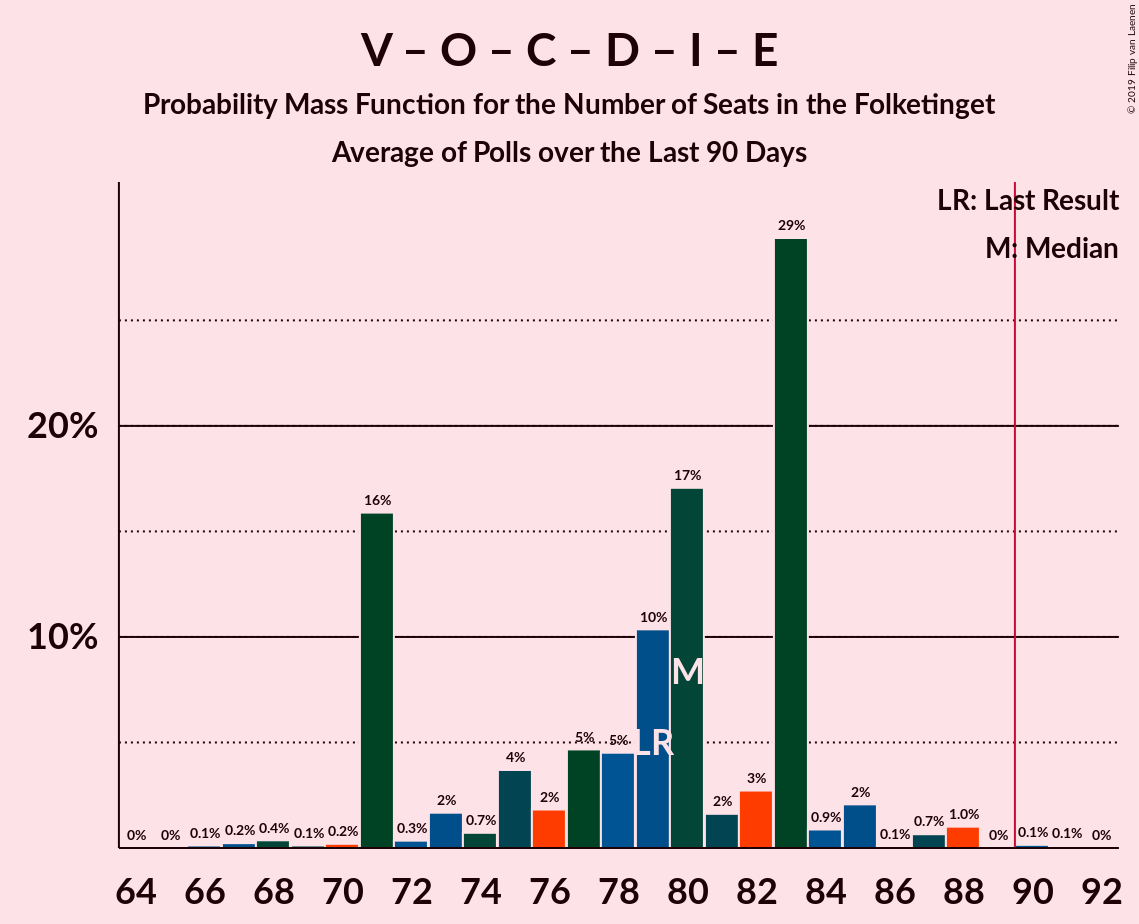 V – O – C – D – I – E
Probability Mass Function for the Number of Seats in the Folketinget
Average of Polls over the Last 90 Days
© 2019 Filip van Laenen
LR: Last Result
M: Median
20%
10%
0% 0% 0.1% 0.2% 0.4% 0.1% 0.2% 16% 0.3% 2% 0.7% 4% 2% 5% 5% 10% 17% 2% 3% 29% 0.9% 2% 0.1% 0.7% 1.0% 0% 0.1% 0.1% 0%
M
LR
64 66 68 70 72 74 76 78 80 82 84 86 88 90 92